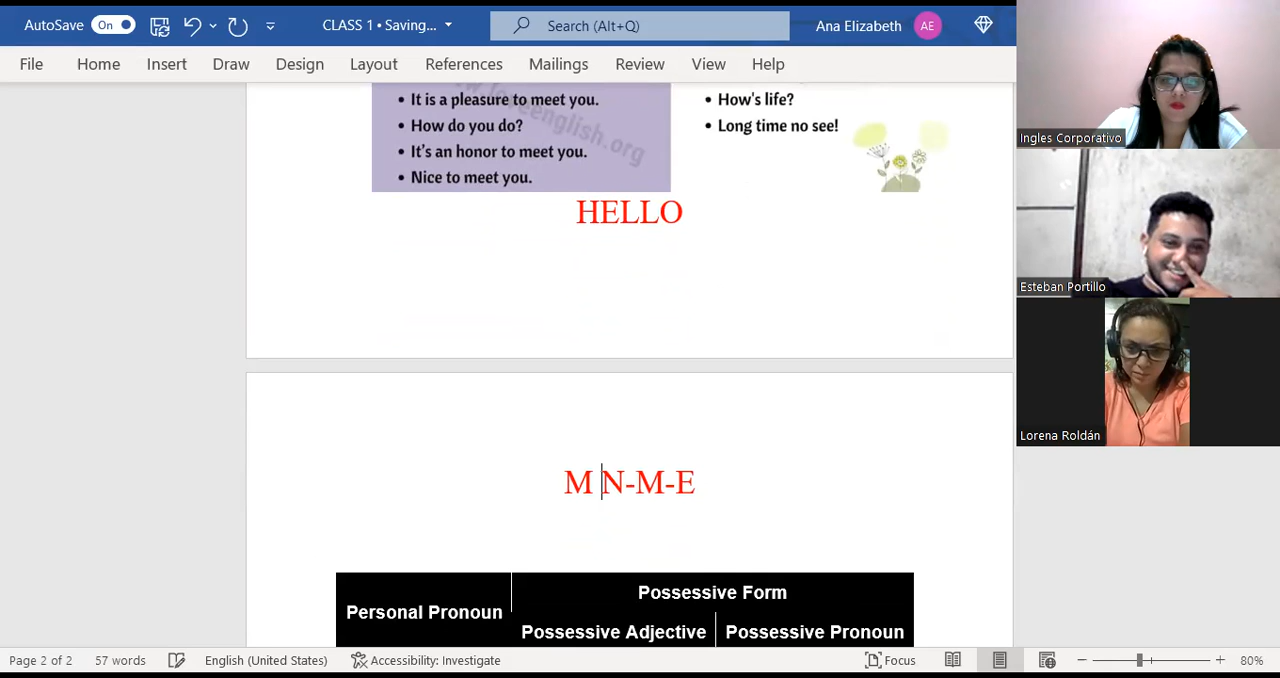 AutoSave On CLASS 1 • Saving... Search (Alt+Q) Ana Elizabeth AE
File Home Insert Draw Design Layout References Mailings Review View Help
• It is a pleasure to meet you.
• How do you do?
• It's an honor to meet you.
• Nice to meet you.
• How's life?
• Long time no see!
HELLO
M N-M-E
Personal Pronoun
Possessive Form
Possessive Adjective Possessive Pronoun
Page 2 of 2 57 words English (United States) Accessibility: Investigate Focus 80%
Ingles Corporativo
Esteban Portillo
Lorena Roldán